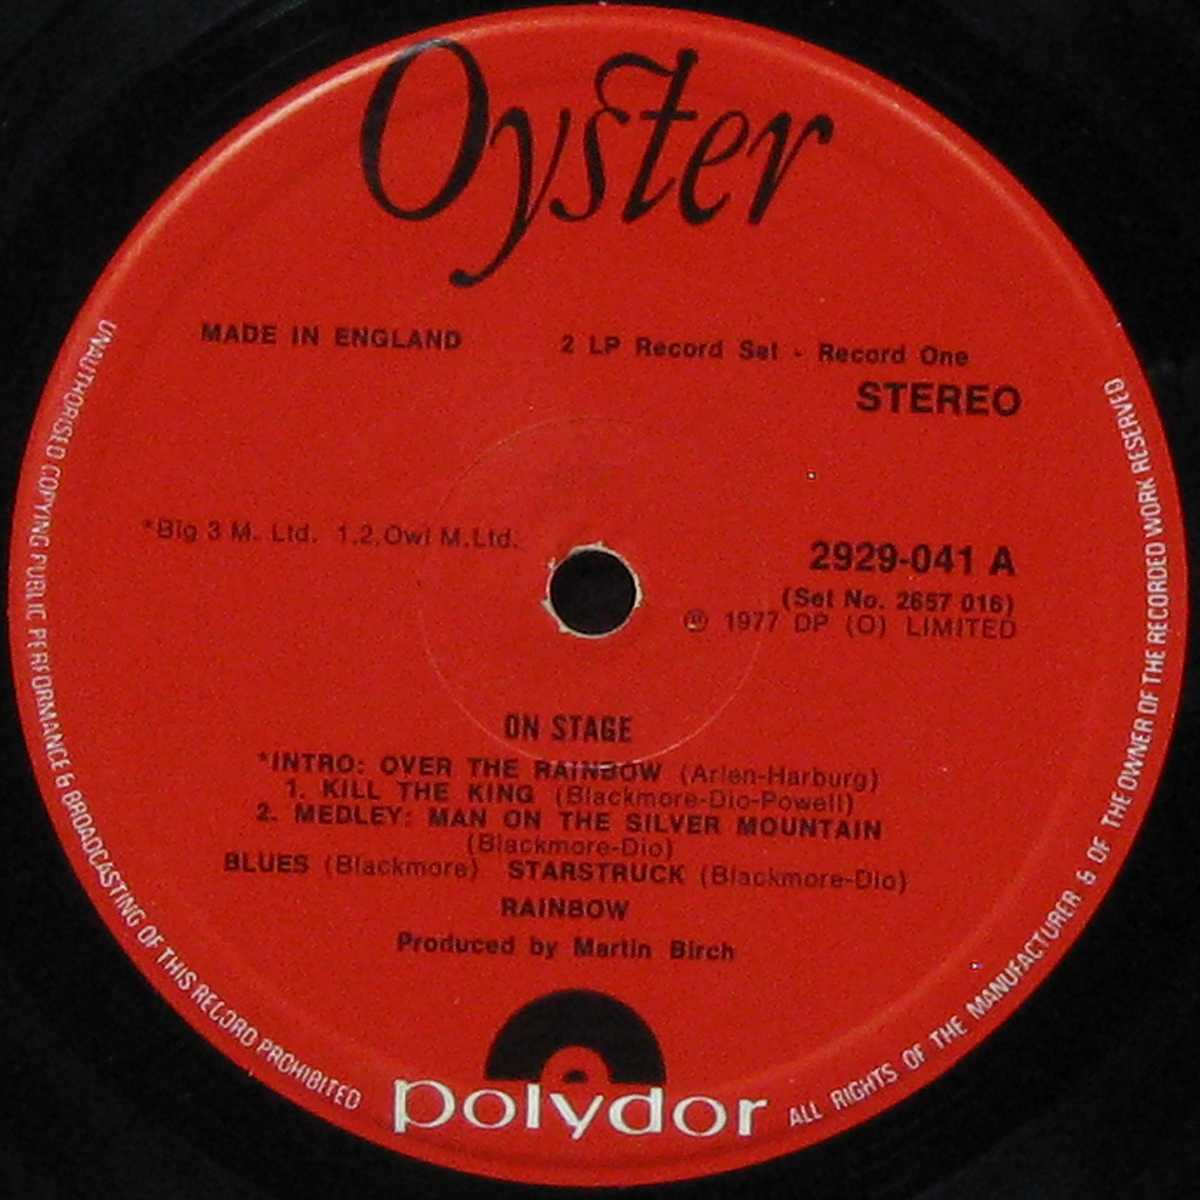 Oyster
MADE IN ENGLAND
2 LP Record Set - Record One
STEREO
*Big 3 M. Ltd. 1,2,Owl M.Ltd.
2929-041 A
(Set No. 2657 016)
℗ 1977 DP (O) LIMITED
ON STAGE
*INTRO: OVER THE RAINBOW (Arlen-Harburg)
1. KILL THE KING (Blackmore-Dio-Powell)
2. MEDLEY: MAN ON THE SILVER MOUNTAIN
(Blackmore-Dio)
BLUES (Blackmore) STARSTRUCK (Blackmore-Dio)
RAINBOW
Produced by Martin Birch
polydor
UNAUTHORISED COPYING PUBLIC PERFORMANCE & BROADCASTING OF THIS RECORD PROHIBITED
ALL RIGHTS OF THE MANUFACTURER & OF THE OWNER OF THE RECORDED WORK RESERVED